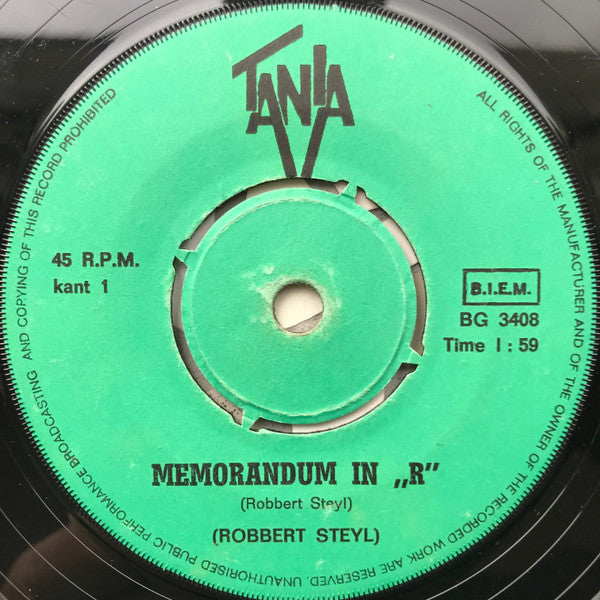 TANIA
ALL RIGHTS OF THE MANUFACTURER AND OF THE OWNER OF THE RECORDED WORK ARE RESERVED. UNAUTHORISED PUBLIC PERFORMANCE BROADCASTING AND COPYING OF THIS RECORD PROHIBITED
45 R.P.M.
kant 1
B.I.E.M.
BG 3408
Time I : 59
MEMORANDUM IN „R"
(Robbert Steyl)
(ROBBERT STEYL)